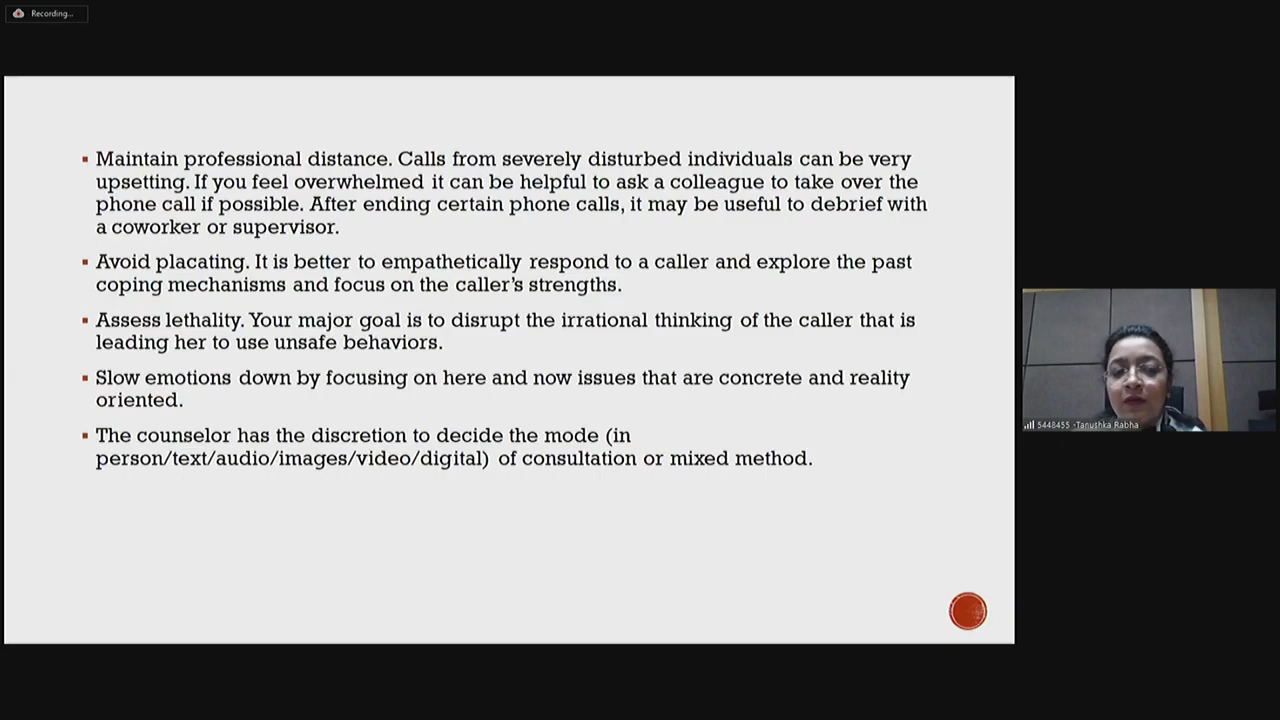 Recording...
Maintain professional distance. Calls from severely disturbed individuals can be very
upsetting. If you feel overwhelmed it can be helpful to ask a colleague to take over the
phone call if possible. After ending certain phone calls, it may be useful to debrief with
a coworker or supervisor.
Avoid placating. It is better to empathetically respond to a caller and explore the past
coping mechanisms and focus on the caller’s strengths.
Assess lethality. Your major goal is to disrupt the irrational thinking of the caller that is
leading her to use unsafe behaviors.
Slow emotions down by focusing on here and now issues that are concrete and reality
oriented.
The counselor has the discretion to decide the mode (in
person/text/audio/images/video/digital) of consultation or mixed method.
5448455 -Tanushka Rabha